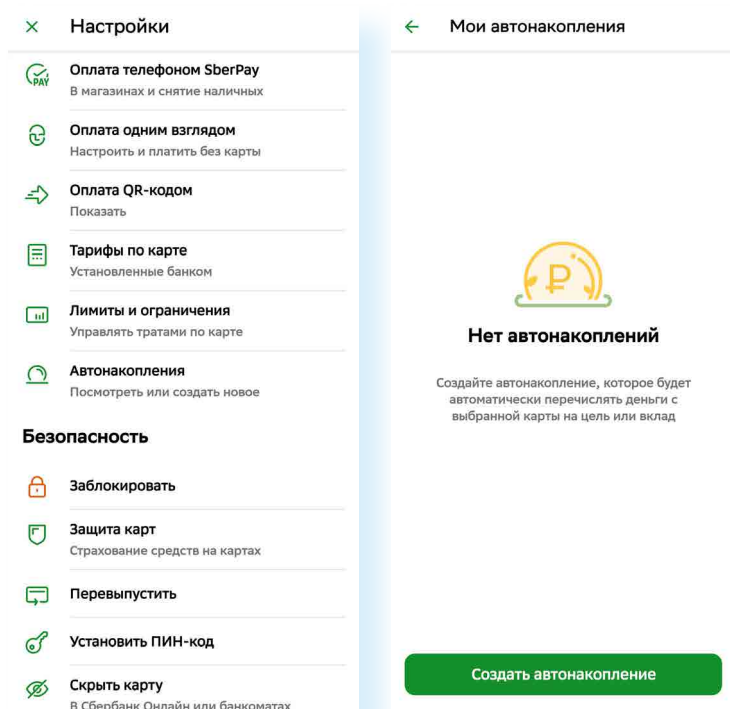 Настройки
PAY
Оплата телефоном SberPay
В магазинах и снятие наличных
Оплата одним взглядом
Настроить и платить без карты
Оплата QR-кодом
Показать
Тарифы по карте
Установленные банком
Лимиты и ограничения
Управлять тратами по карте
Автонакопления
Посмотреть или создать новое
Безопасность
Заблокировать
Защита карт
Страхование средств на картах
Перевыпустить
Установить ПИН-код
Скрыть карту
В Сбербанк Онлайн или банкоматах
Мои автонакопления
₽
Нет автонакоплений
Создайте автонакопление, которое будет
автоматически перечислять деньги с
выбранной карты на цель или вклад
Создать автонакопление